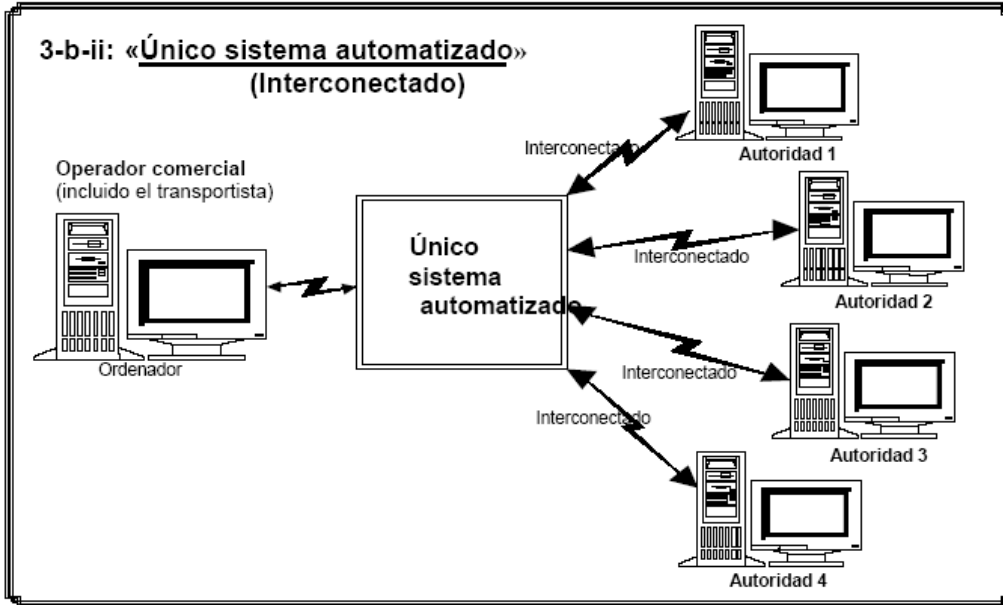 3-b-ii: «Único sistema automatizado»
(Interconectado)
Operador comercial
(incluido el transportista)
Ordenador
Único
sistema
automatizado
Interconectado
Autoridad 1
Interconectado
Autoridad 2
Interconectado
Autoridad 3
Interconectado
Autoridad 4